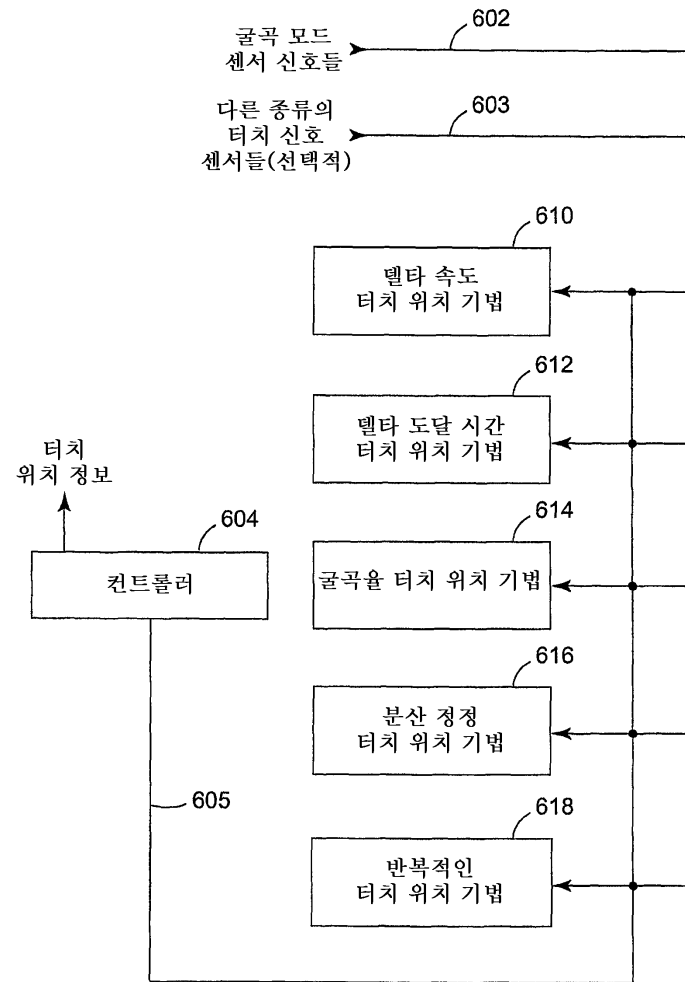 602
굴곡 모드
센서 신호들
603
다른 종류의
터치 신호
센서들(선택적)
610
델타 속도
터치 위치 기법
612
델타 도달 시간
터치 위치 기법
터치
위치 정보
604
컨트롤러
614
굴곡율 터치 위치 기법
616
분산 정정
터치 위치 기법
605
618
반복적인
터치 위치 기법